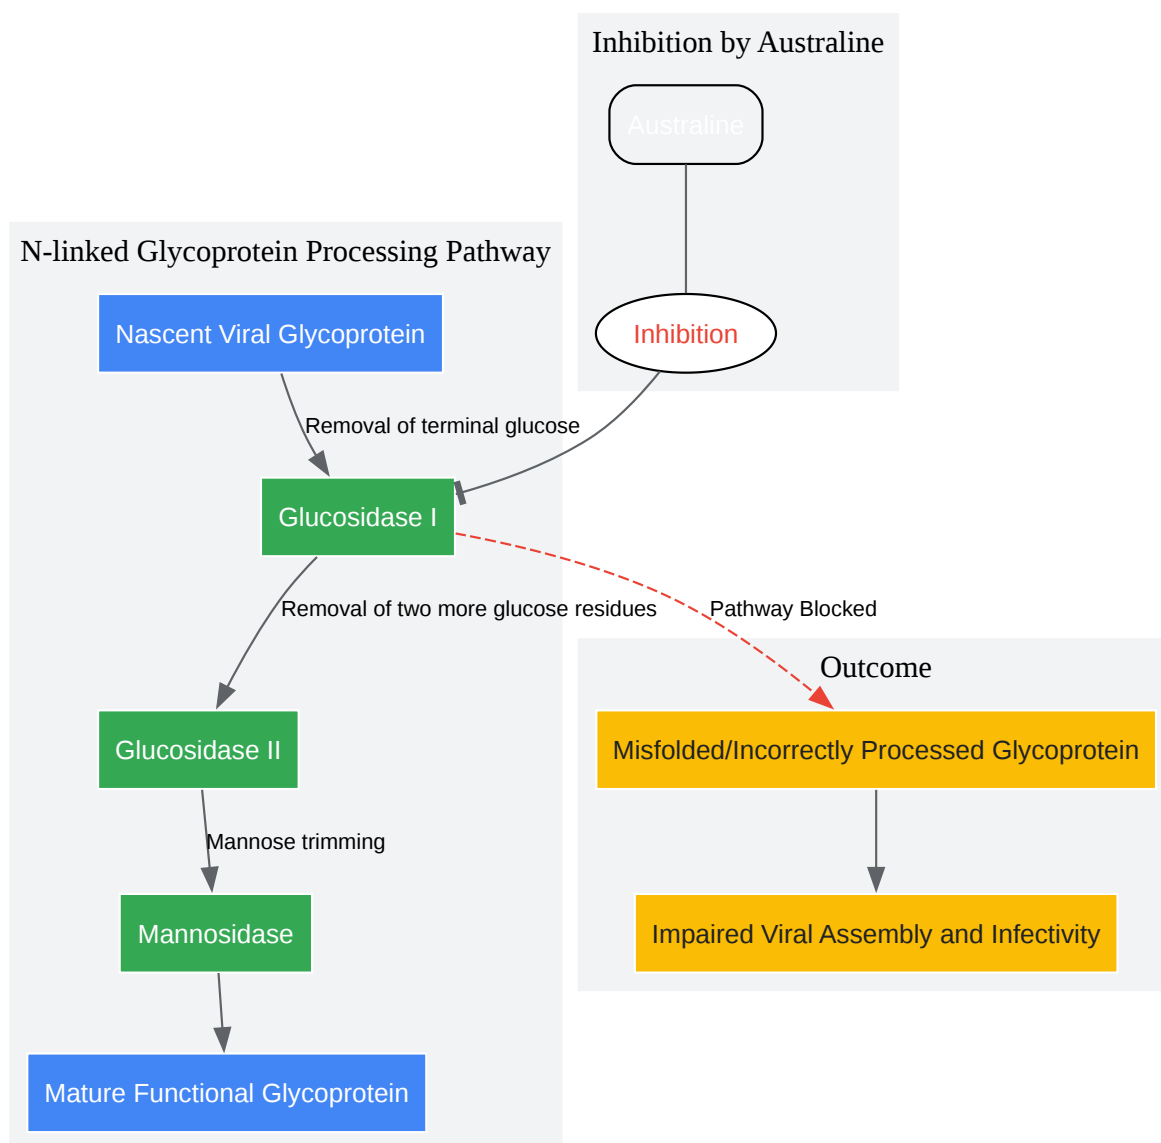 Inhibition by Australine
Australine
Inhibition
N-linked Glycoprotein Processing Pathway
Nascent Viral Glycoprotein
Removal of terminal glucose
Glucosidase I
Removal of two more glucose residues
Pathway Blocked
Glucosidase II
Mannose trimming
Mannosidase
Mature Functional Glycoprotein
Outcome
Misfolded/Incorrectly Processed Glycoprotein
Impaired Viral Assembly and Infectivity